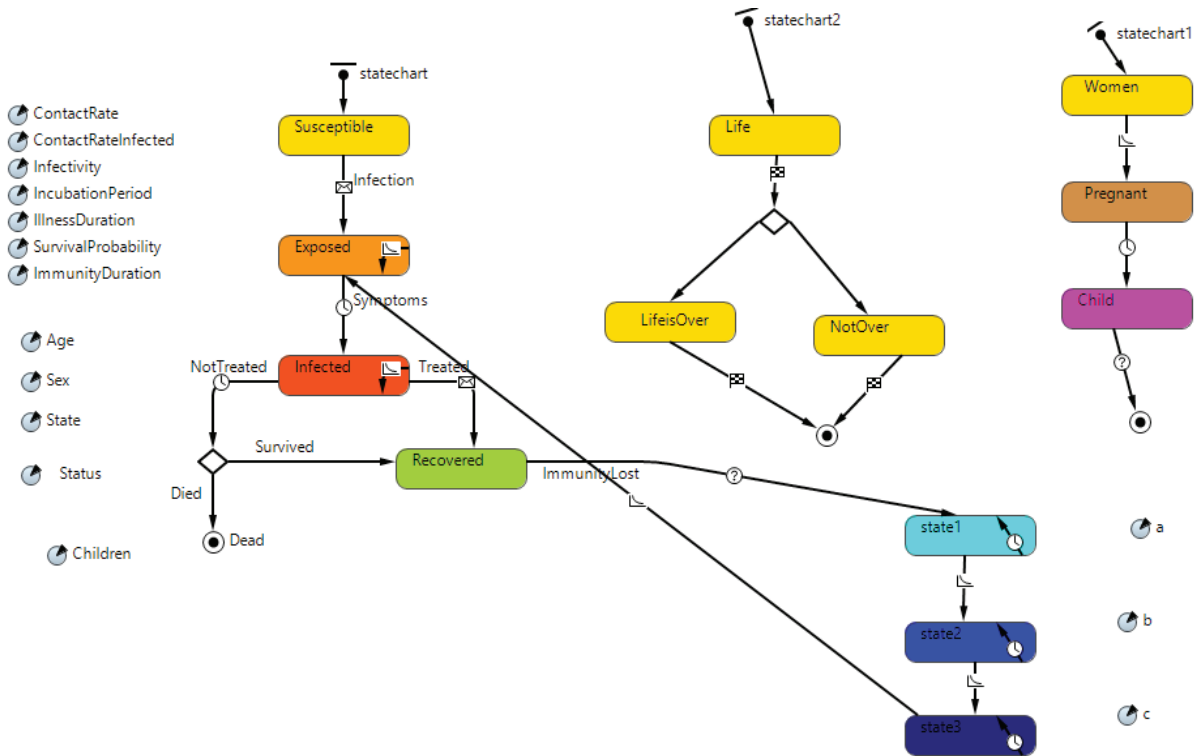 statechart2
statechart1
statechart
Women
ContactRate
Susceptible
Life
ContactRateInfected
Infectivity
Infection
IncubationPeriod
Pregnant
IllnessDuration
SurvivalProbability
Exposed
ImmunityDuration
Symptoms
Child
LifeisOver
NotOver
Age
NotTreated
Infected
Treated
Sex
State
Survived
Recovered
ImmunityLost
Status
Died
state1
a
Dead
Children
state2
b
state3
c